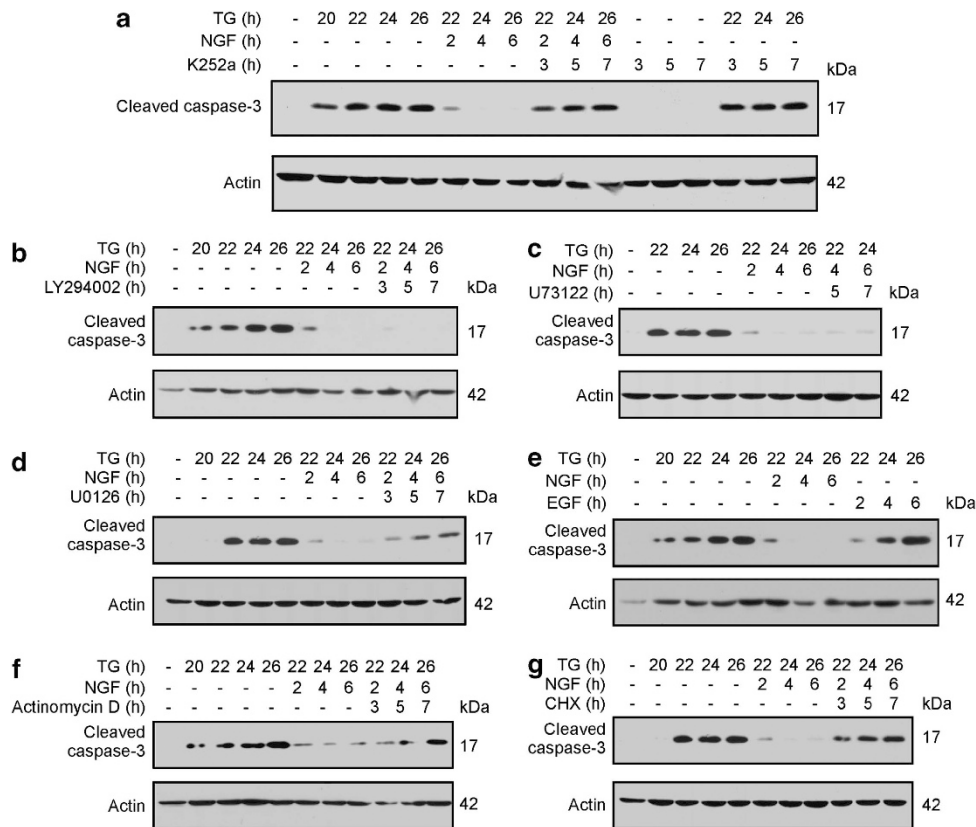 a
TG (h) - 20 22 24 26 22 24 26 22 24 26 - - - 22 24 26
NGF (h) - - - - - 2 4 6 2 4 6 - - - - - -
K252a (h) - - - - - - - - 3 5 7 3 5 7 3 5 7 kDa
Cleaved caspase-3 17
Actin 42
b
TG (h) - 20 22 24 26 22 24 26 22 24 26
NGF (h) - - - - - 2 4 6 2 4 6
LY294002 (h) - - - - - - - - 3 5 7 kDa
Cleaved
caspase-3 17
Actin 42
c
TG (h) - 22 24 26 22 24 26 22 24
NGF (h) - - - - 2 4 6 4 6
U73122 (h) - - - - - - - 5 7 kDa
Cleaved
caspase-3 17
Actin 42
d
TG (h) - 20 22 24 26 22 24 26 22 24 26
NGF (h) - - - - - 2 4 6 2 4 6
U0126 (h) - - - - - - - - 3 5 7 kDa
Cleaved
caspase-3 17
Actin 42
e
TG (h) - 20 22 24 26 22 24 26 22 24 26
NGF (h) - - - - - 2 4 6 - - -
EGF (h) - - - - - - - - 2 4 6 kDa
Cleaved
caspase-3 17
Actin 42
f
TG (h) - 20 22 24 26 22 24 26 22 24 26
NGF (h) - - - - - 2 4 6 2 4 6
Actinomycin D (h) - - - - - - - - 3 5 7 kDa
Cleaved
caspase-3 17
Actin 42
g
TG (h) - 20 22 24 26 22 24 26 22 24 26
NGF (h) - - - - - 2 4 6 2 4 6
CHX (h) - - - - - - - - 3 5 7 kDa
Cleaved
caspase-3 17
Actin 42